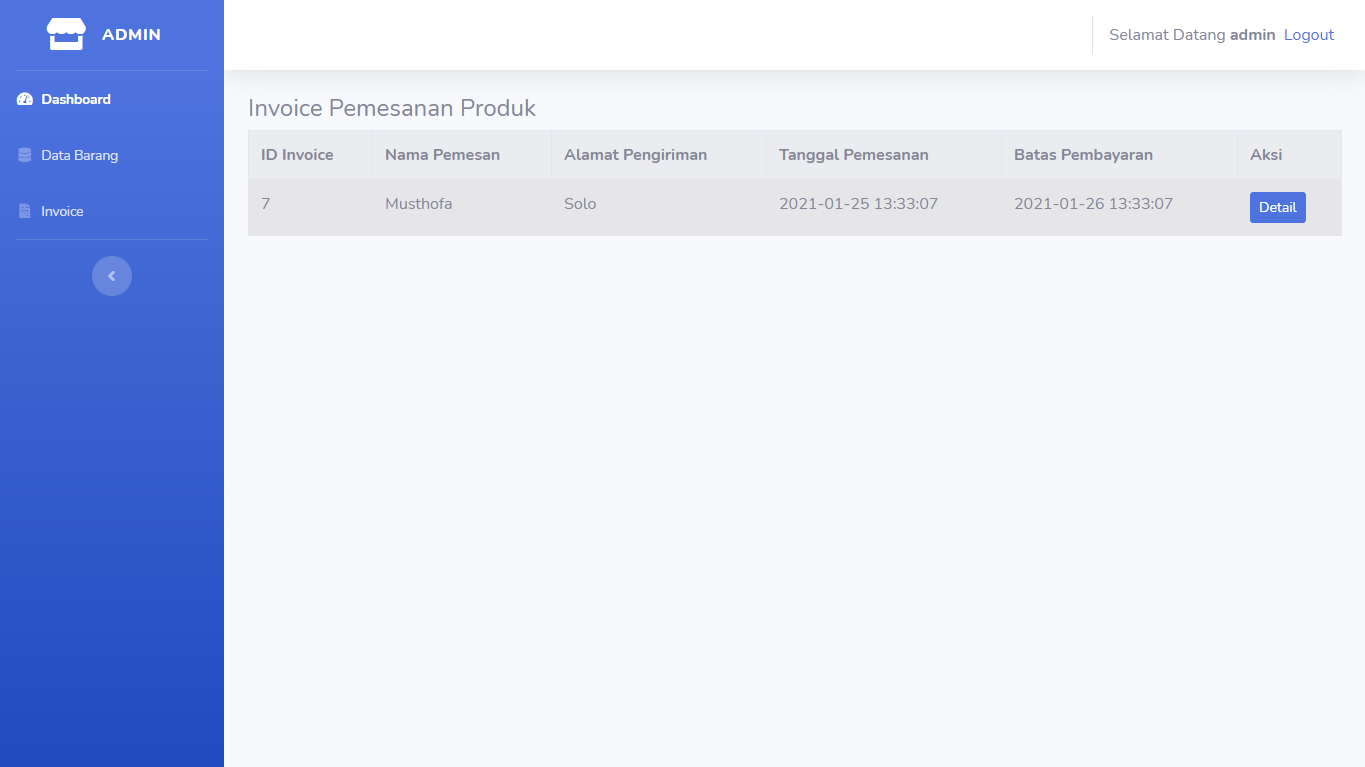 ADMIN
Selamat Datang admin Logout
Dashboard
Data Barang
Invoice
Invoice Pemesanan Produk
ID Invoice Nama Pemesan Alamat Pengiriman Tanggal Pemesanan Batas Pembayaran Aksi
7 Musthofa Solo 2021-01-25 13:33:07 2021-01-26 13:33:07 Detail